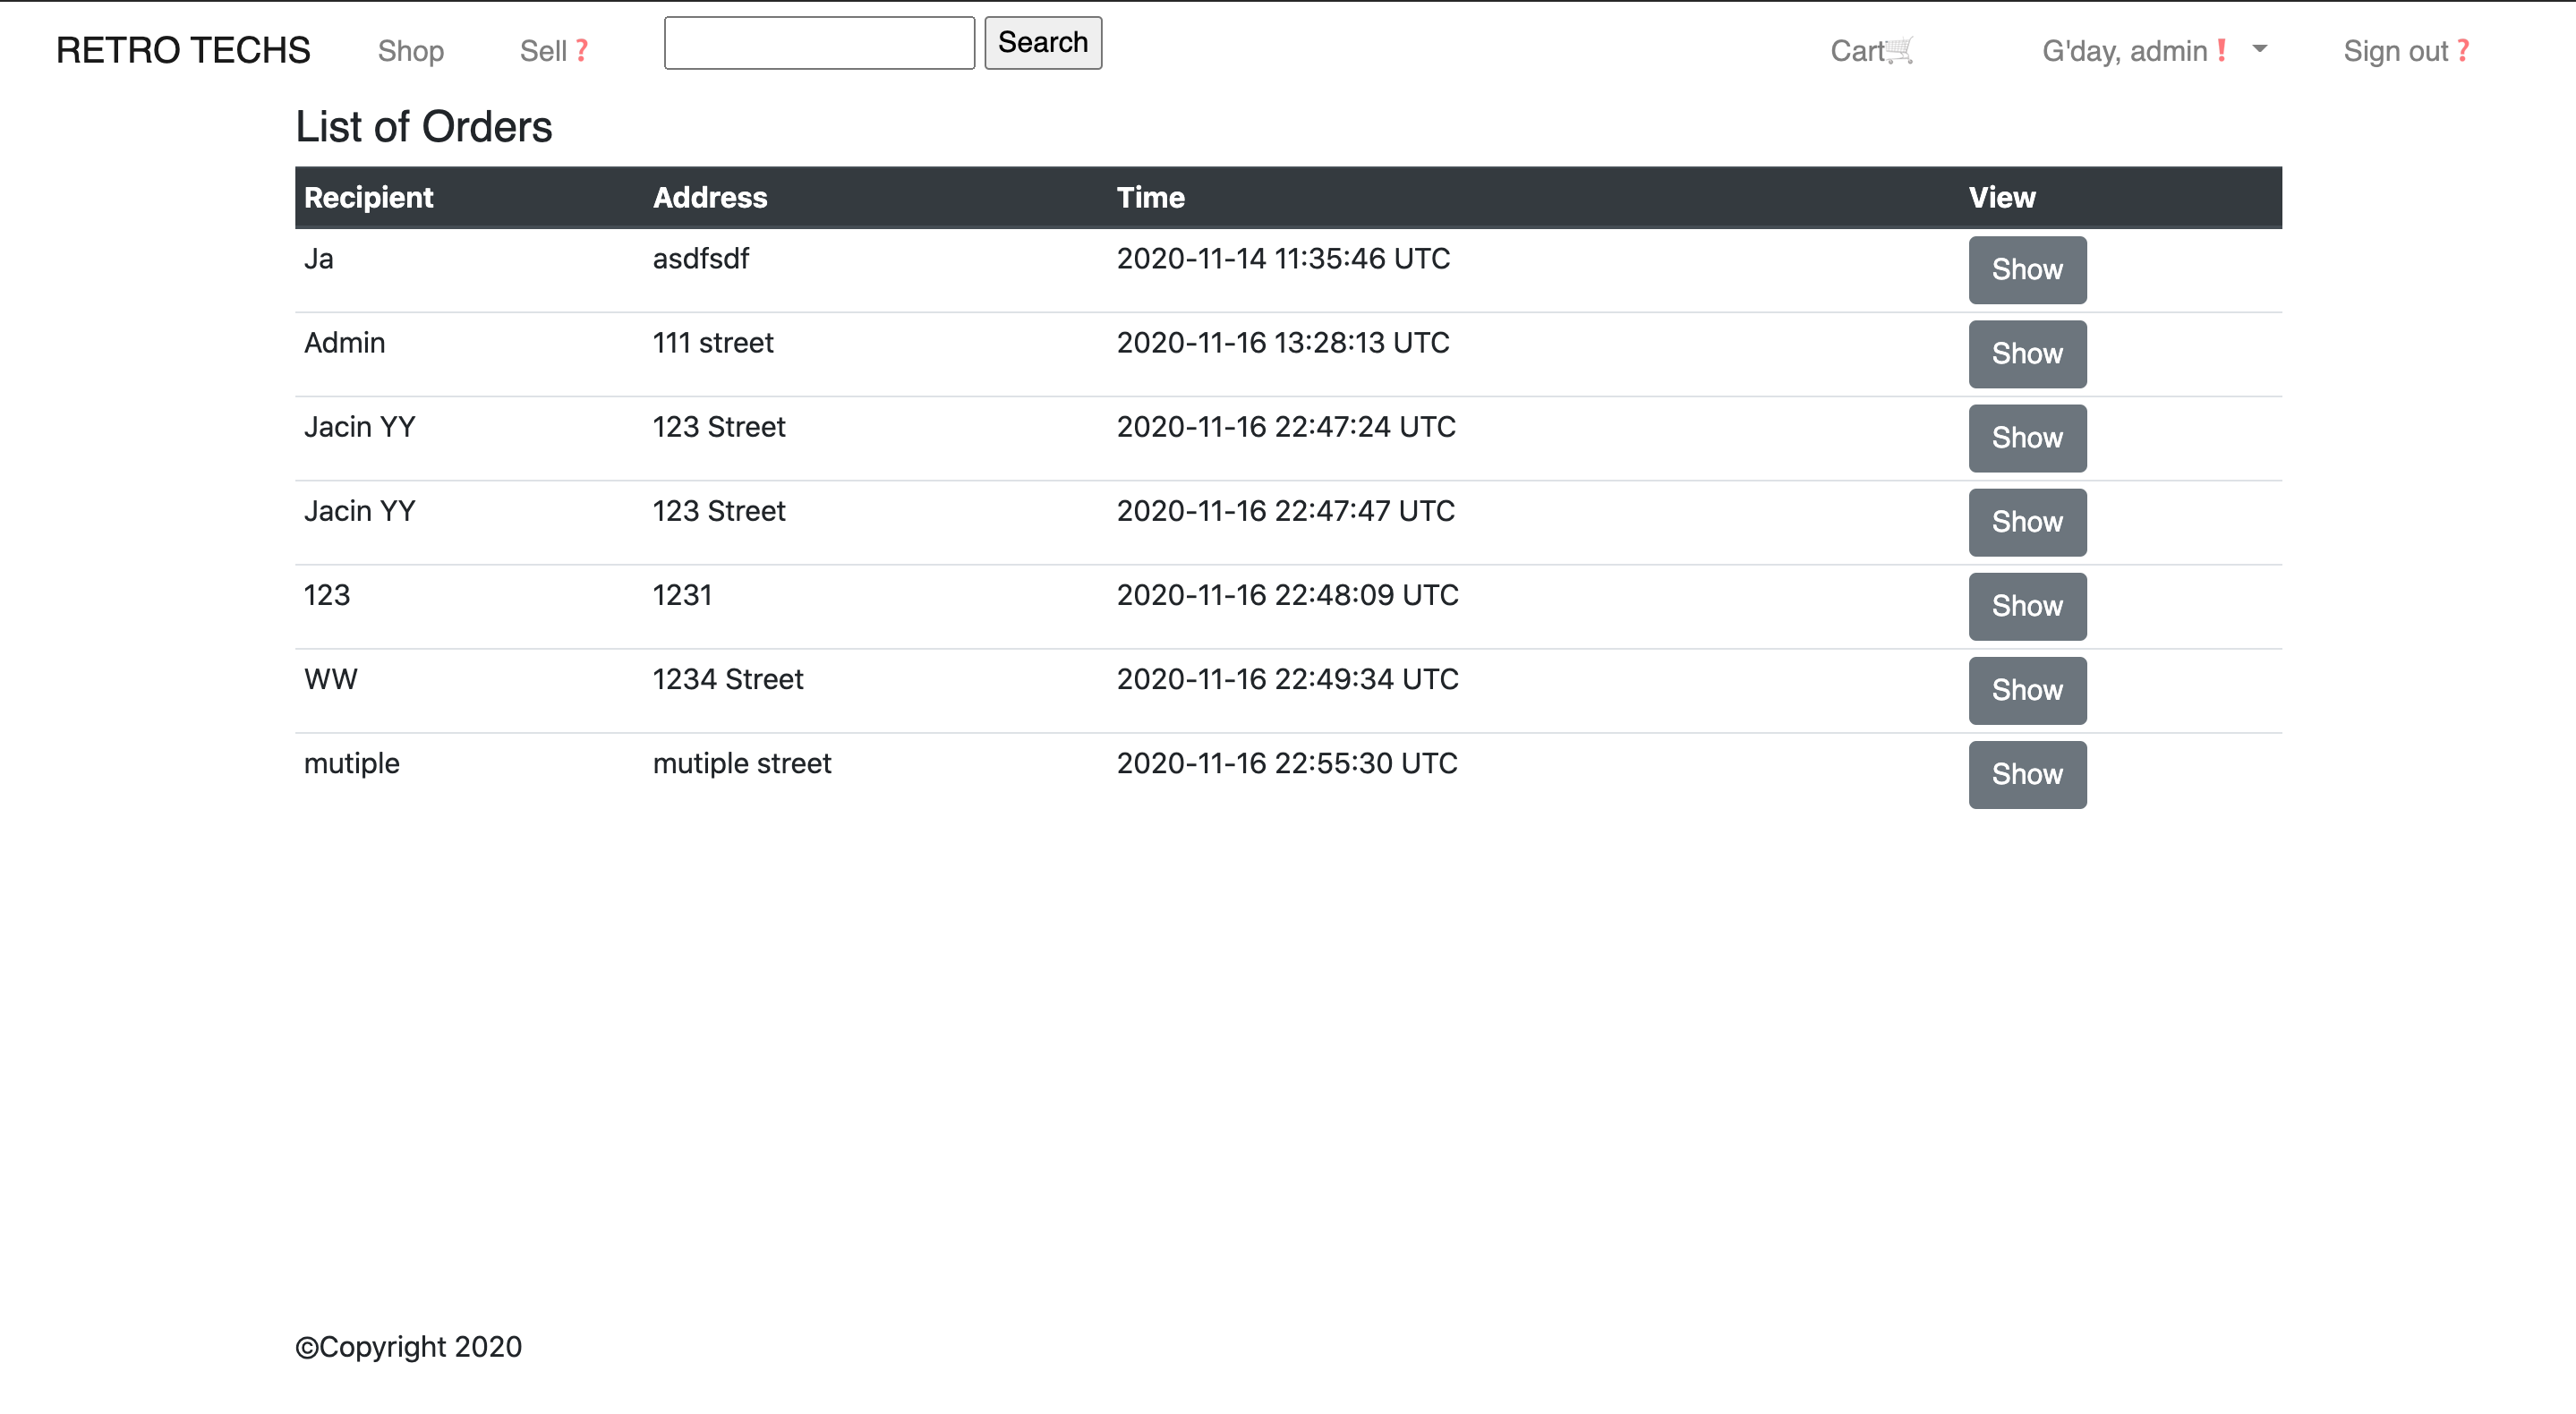 RETRO TECHS Shop Sell❓ Search Cart🛒 G'day, admin❗ Sign out❓
List of Orders
Recipient Address Time View
Ja asdfsdf 2020-11-14 11:35:46 UTC Show
Admin 111 street 2020-11-16 13:28:13 UTC Show
Jacin YY 123 Street 2020-11-16 22:47:24 UTC Show
Jacin YY 123 Street 2020-11-16 22:47:47 UTC Show
123 1231 2020-11-16 22:48:09 UTC Show
WW 1234 Street 2020-11-16 22:49:34 UTC Show
mutiple mutiple street 2020-11-16 22:55:30 UTC Show
©Copyright 2020